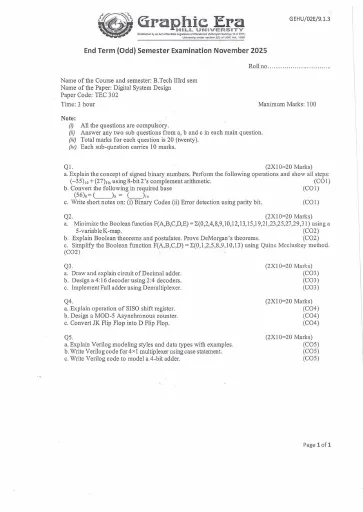 GEHU/02E/9.1.3
Graphic Era
HILL UNIVERSITY
End Term (Odd) Semester Examination November 2025
Roll no..............................
Name of the Course and semester: B.Tech IIIrd sem
Name of the Paper: Digital System Design
Paper Code: TEC 302
Time: 3 hour Maximum Marks: 100
Note:
(i) All the questions are compulsory.
(ii) Answer any two sub questions from a, b and c in each main question.
(iii) Total marks for each question is 20 (twenty).
(iv) Each sub-question carries 10 marks.
Q1. (2X10=20 Marks)
a. Explain the concept of signed binary numbers. Perform the following operations and show all steps:
(−35)₁₀ + (27)₁₀, using 8-bit 2's complement arithmetic. (CO1)
b. Convert the following in required base (CO1)
c. Write short notes on: (i) Binary Codes (ii) Error detection using parity bit. (CO1)
Q2. (2X10=20 Marks)
a. Minimize the Boolean function F(A,B,C,D,E) = Σ(0,2,4,8,9,10,12,13,15,19,21,23,25,27,29,31) using a
5-variable K-map. (CO2)
b. Explain Boolean theorems and postulates. Prove DeMorgan's theorems. (CO2)
c. Simplify the Boolean function F(A,B,C,D) = Σ(0,1,2,5,8,9,10,13) using Quine Mccluskey method.
(CO2)
Q3. (2X10=20 Marks)
a. Draw and explain circuit of Decimal adder. (CO3)
b. Design a 4:16 decoder using 2:4 decoders. (CO3)
c. Implement Full adder using Demultiplexer. (CO3)
Q4. (2X10=20 Marks)
a. Explain operation of SISO shift register. (CO4)
b. Design a MOD-5 Asynchronous counter. (CO4)
c. Convert JK Flip Flop into D Flip Flop. (CO4)
Q5. (2X10=20 Marks)
a. Explain Verilog modeling styles and data types with examples. (CO5)
b. Write Verilog code for 4×1 multiplexer using case statement. (CO5)
c. Write Verilog code to model a 4-bit adder. (CO5)
Page 1 of 1